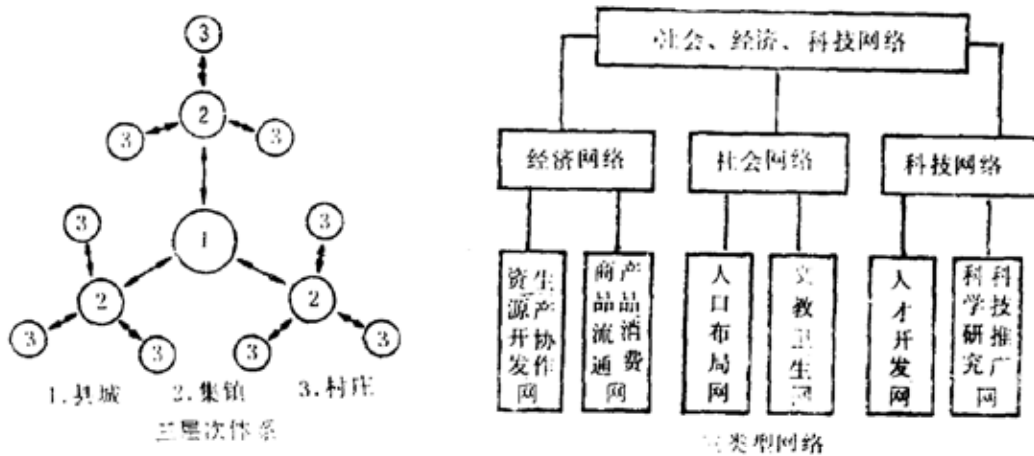 3
2
3 3
1
3 3
2 2
3 3 3 3
1.县城 2.集镇 3.村庄
三层次体系
社会、经济、科技网络
经济网络
社会网络
科技网络
资源开发
生产协作网
商品流通
产品消费网
人口布局网
文教卫生网
人才开发网
科学研究
科技推广网
三类型网络